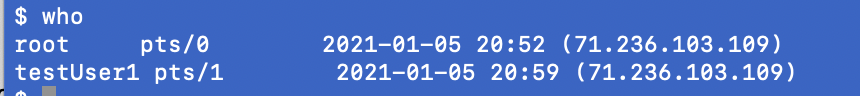 $ who
root     pts/0        2021-01-05 20:52 (71.236.103.109)
testUser1 pts/1        2021-01-05 20:59 (71.236.103.109)
$